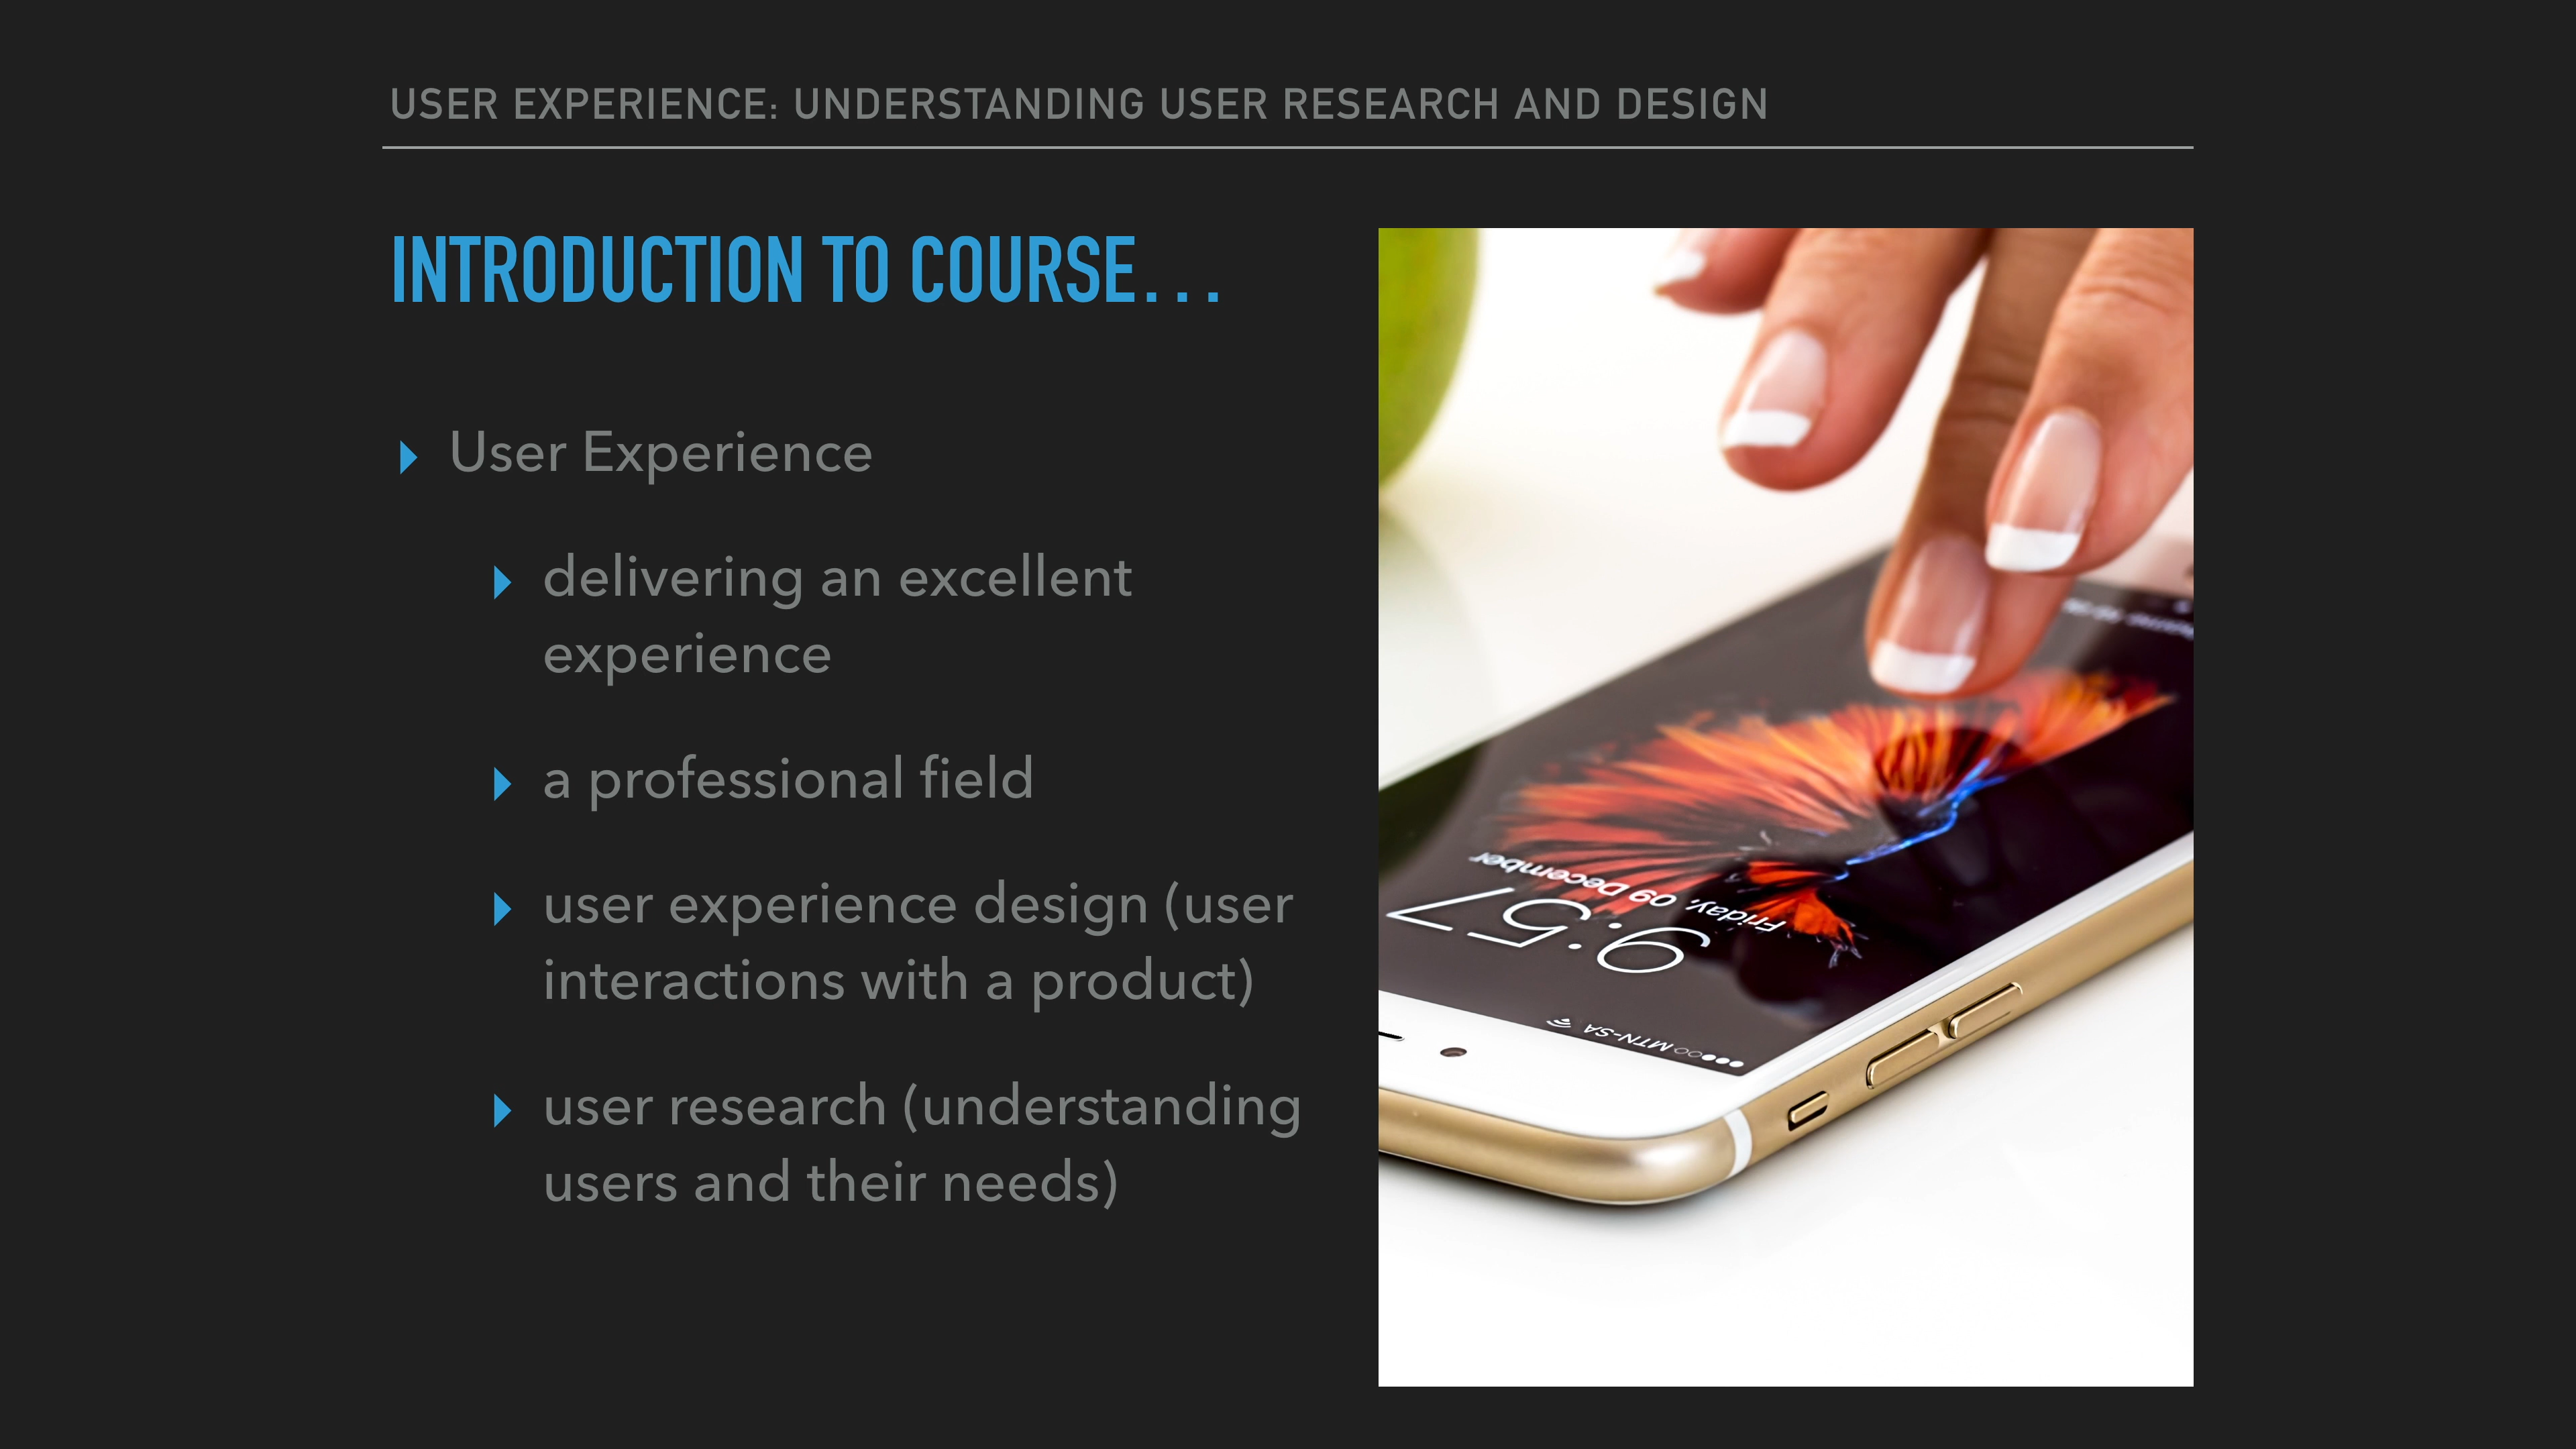 USER EXPERIENCE: UNDERSTANDING USER RESEARCH AND DESIGN
INTRODUCTION TO COURSE...
User Experience
delivering an excellent
experience
a professional field
user experience design (user
interactions with a product)
user research (understanding
users and their needs)
Friday, 09 December
9:57
MTN-SA